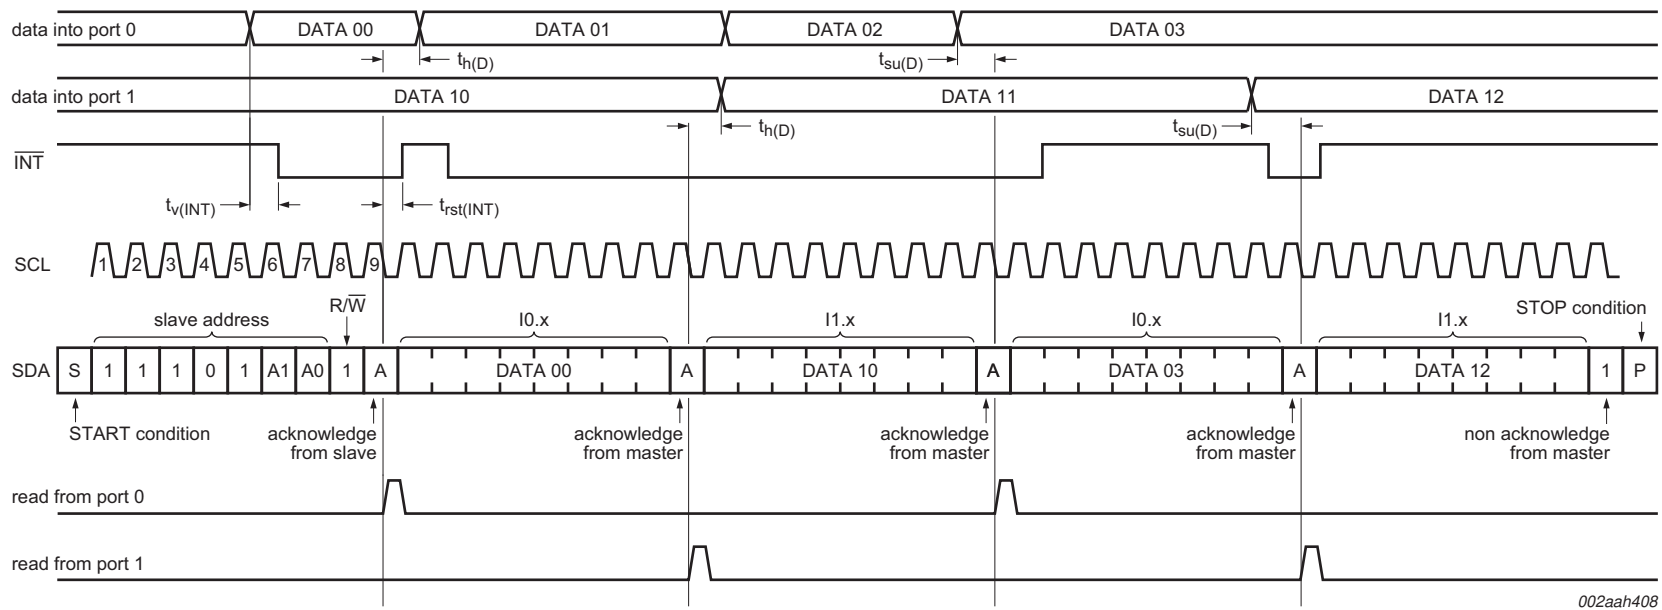 data into port 0 DATA 00 DATA 01 DATA 02 DATA 03
th(D) tsu(D)
data into port 1 DATA 10 DATA 11 DATA 12
th(D) tsu(D)
INT
tv(INT) trst(INT)
SCL 1 2 3 4 5 6 7 8 9
R/W
slave address I0.x I1.x I0.x I1.x STOP condition
SDA S 1 1 1 0 1 A1 A0 1 A DATA 00 A DATA 10 A DATA 03 A DATA 12 1 P
START condition acknowledge acknowledge acknowledge acknowledge non acknowledge
from slave from master from master from master from master
read from port 0
read from port 1
002aah408